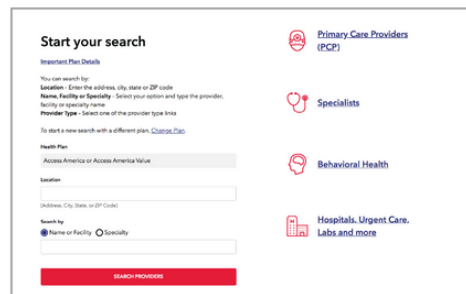 Start your search
Important Plan Details
You can search by:
Location - Enter the address, city, state or ZIP code
Name, Facility or Specialty - Select your option and type the provider,
facility or specialty name
Provider Type - Select one of the provider type links
To start a new search with a different plan, Change Plan.
Health Plan
Access America or Access America Value
Location
(Address, City, State, or ZIP Code)
Search by
Name or Facility Specialty
SEARCH PROVIDERS
Primary Care Providers
(PCP)
Specialists
Behavioral Health
Hospitals, Urgent Care,
Labs and more